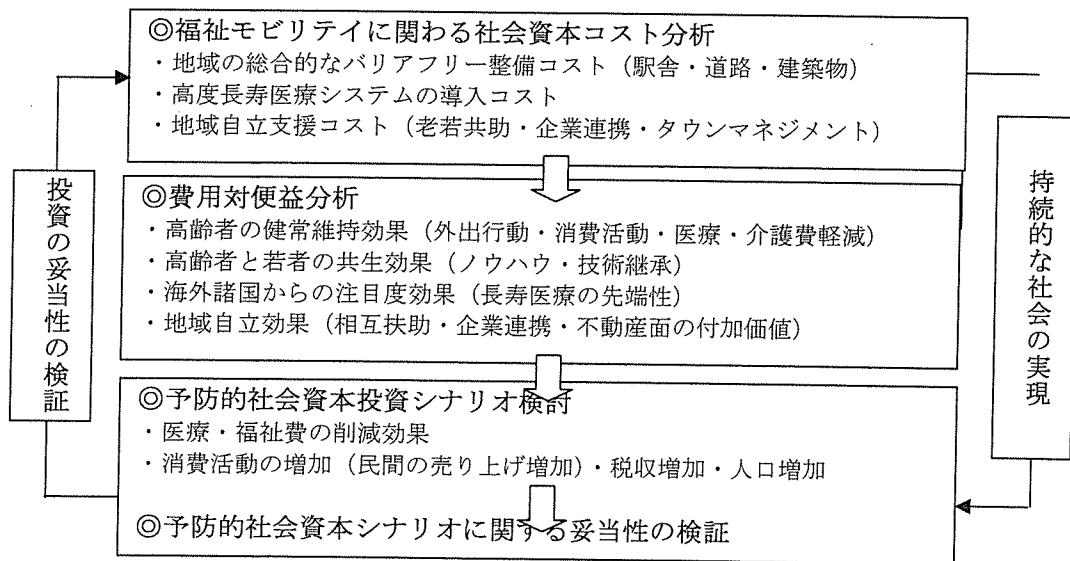 ◎福祉モビリテイに関わる社会資本コスト分析
・地域の総合的なバリアフリー整備コスト（駅舎・道路・建築物）
・高度長寿医療システムの導入コスト
・地域自立支援コスト（老若共助・企業連携・タウンマネジメント）
◎費用対便益分析
・高齢者の健常維持効果（外出行動・消費活動・医療・介護費軽減）
・高齢者と若者の共生効果（ノウハウ・技術継承）
・海外諸国からの注目度効果（長寿医療の先端性）
・地域自立効果（相互扶助・企業連携・不動産面の付加価値）
◎予防的社会資本投資シナリオ検討
・医療・福祉費の削減効果
・消費活動の増加（民間の売り上げ増加）・税収増加・人口増加
◎予防的社会資本シナリオに関する妥当性の検証
投資の妥当性の検証
持続的な社会の実現